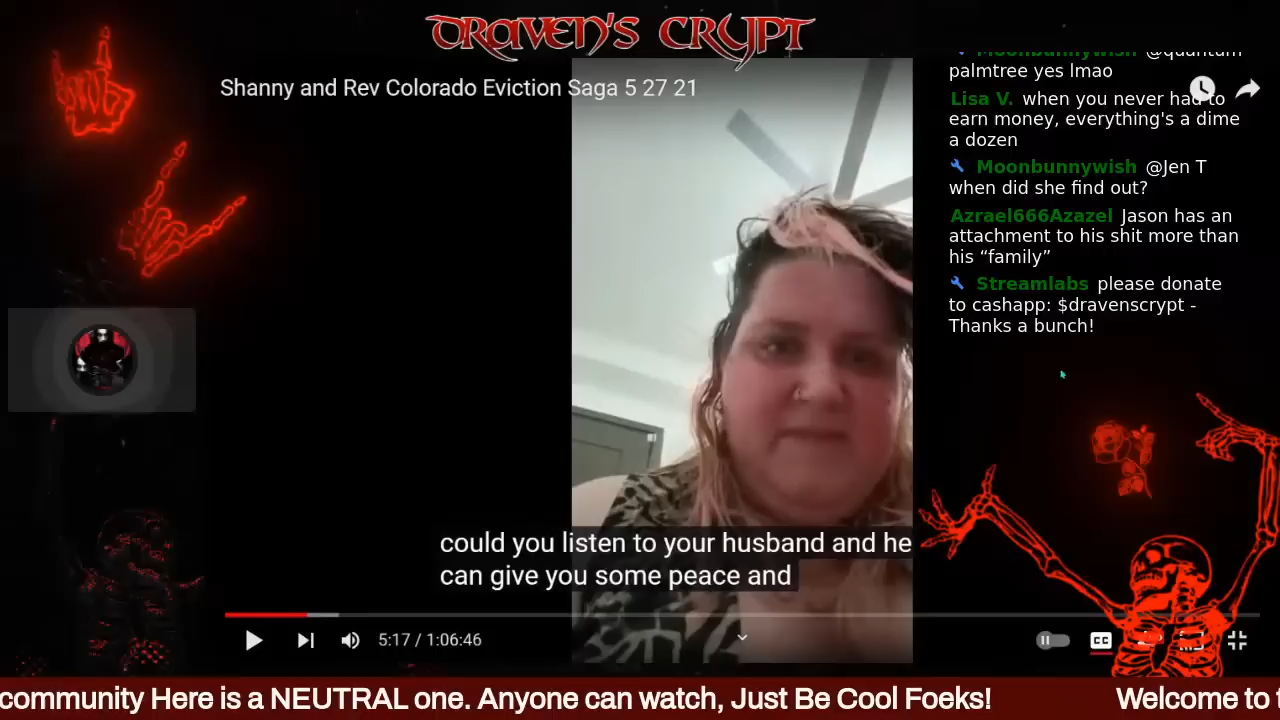 DRAVEN'S CRYPT
Shanny and Rev Colorado Eviction Saga 5 27 21
Moonbunnywish @quantum
palmtree yes lmao
Lisa V. when you never had to
earn money, everything's a dime
a dozen
Moonbunnywish @Jen T
when did she find out?
Azrael666Azazel Jason has an
attachment to his shit more than
his “family”
Streamlabs please donate
to cashapp: $dravenscrypt -
Thanks a bunch!
could you listen to your husband and he
can give you some peace and
5:17 / 1:06:46
CC
community Here is a NEUTRAL one. Anyone can watch, Just Be Cool Foeks! Welcome to